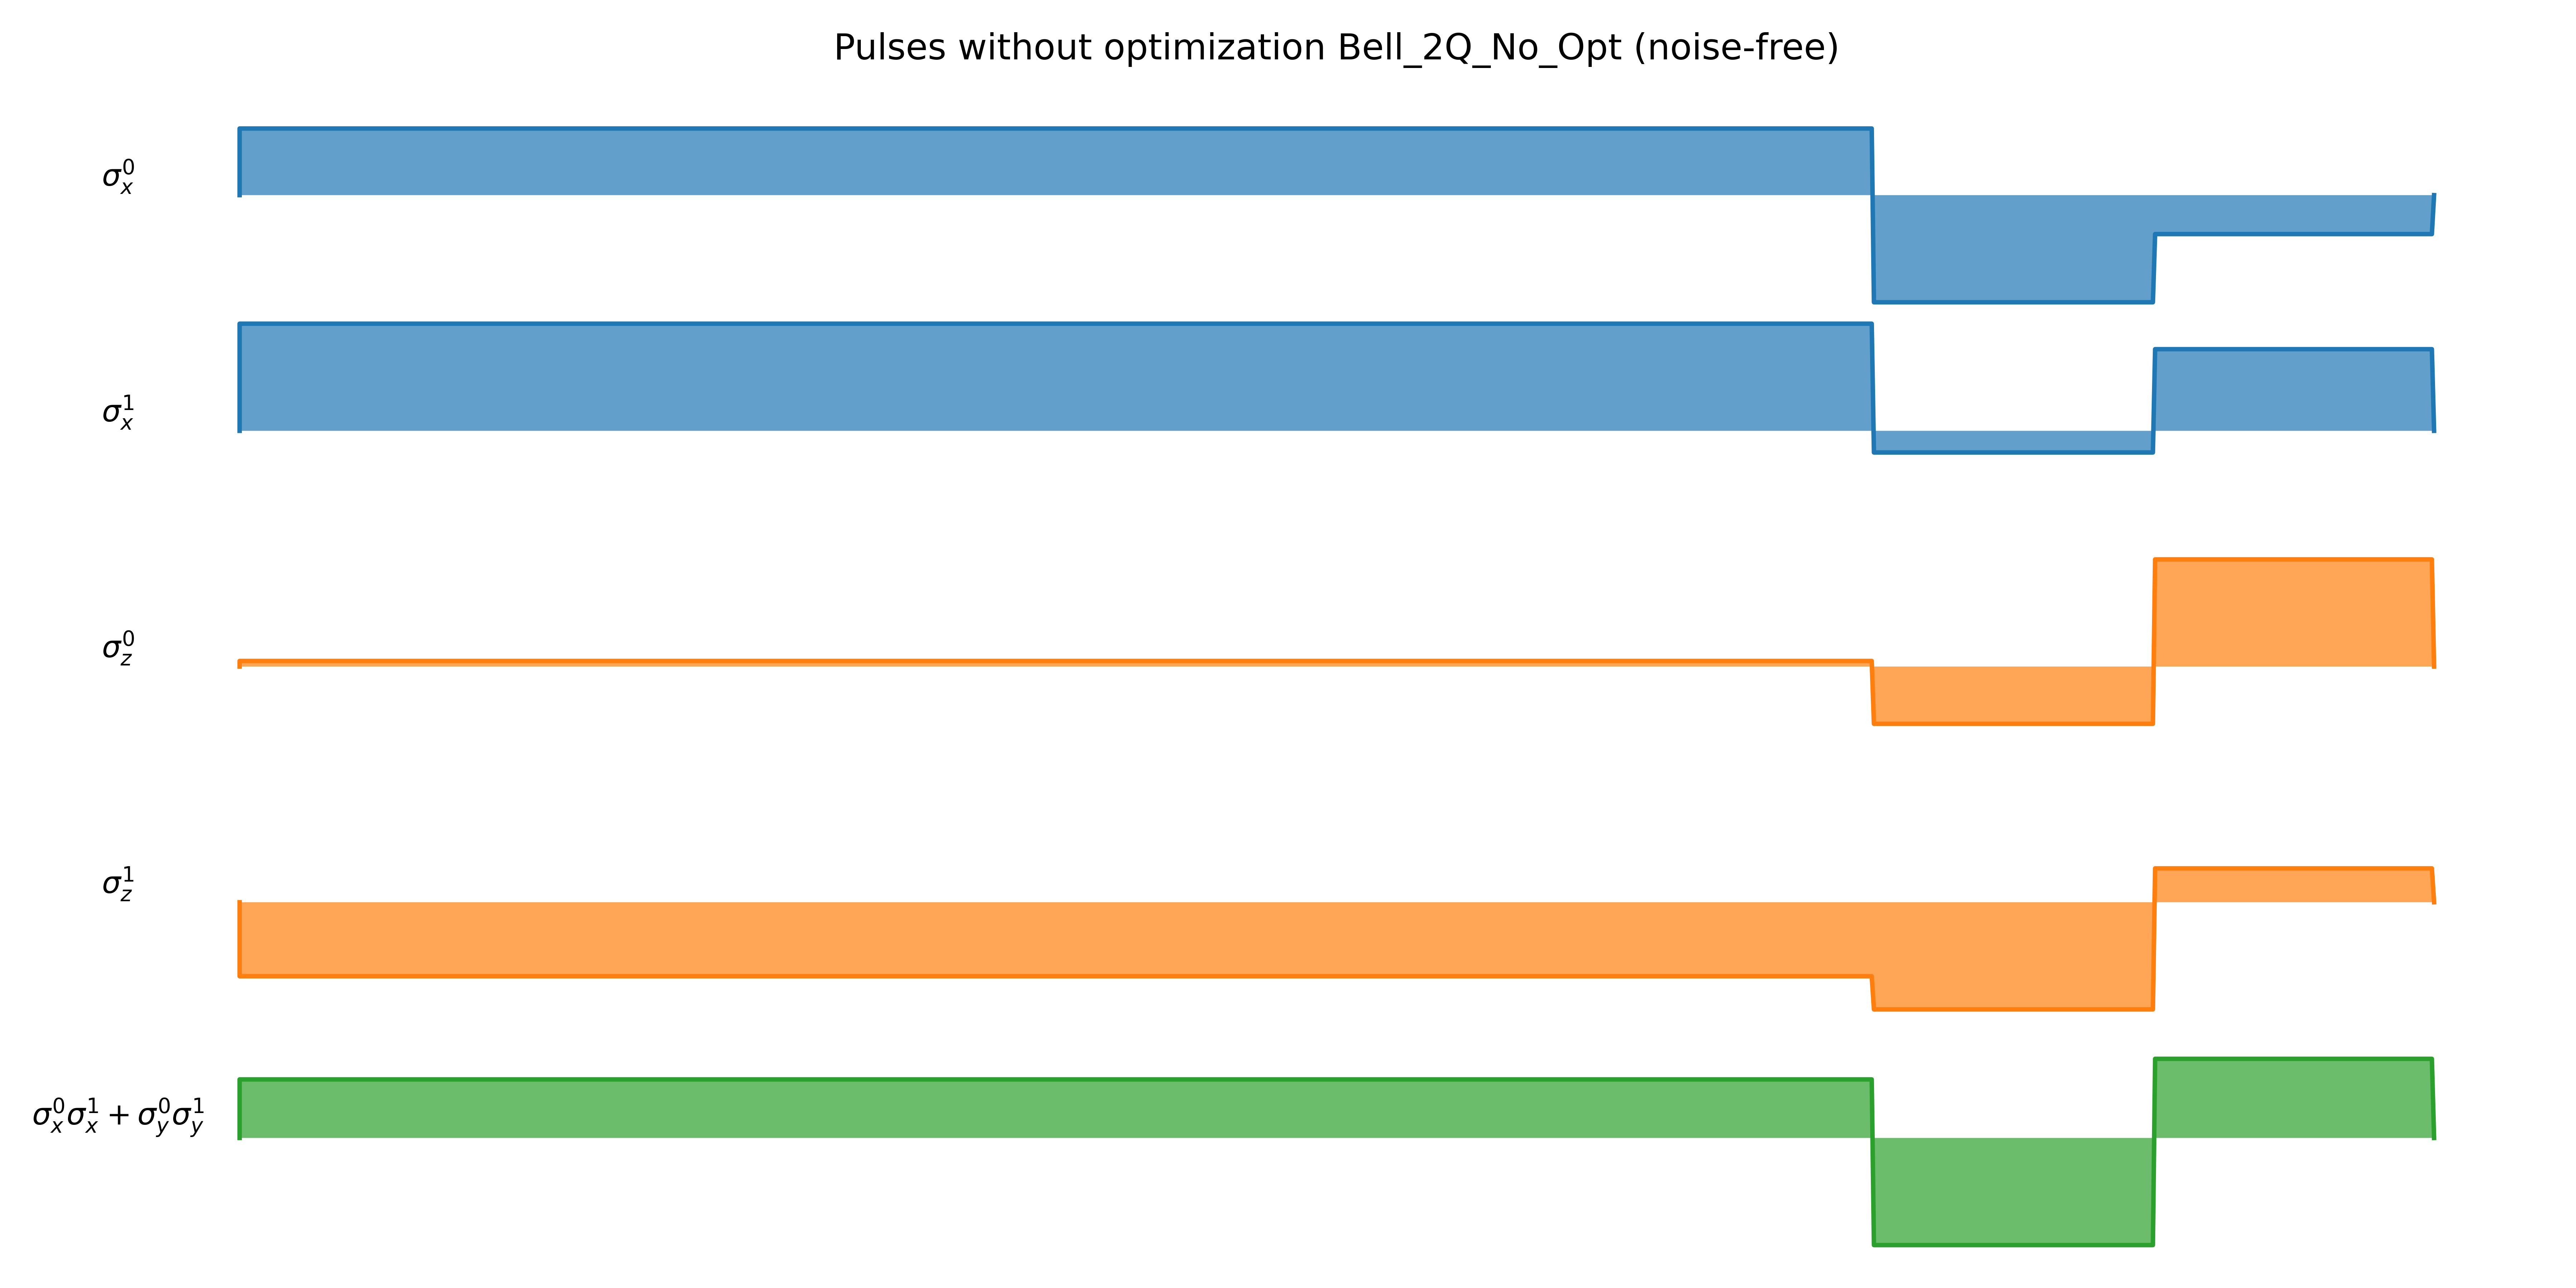 Pulses without optimization Bell_2Q_No_Opt (noise-free)
σ_x^0
σ_x^1
σ_z^0
σ_z^1
σ_x^0σ_x^1 + σ_y^0σ_y^1